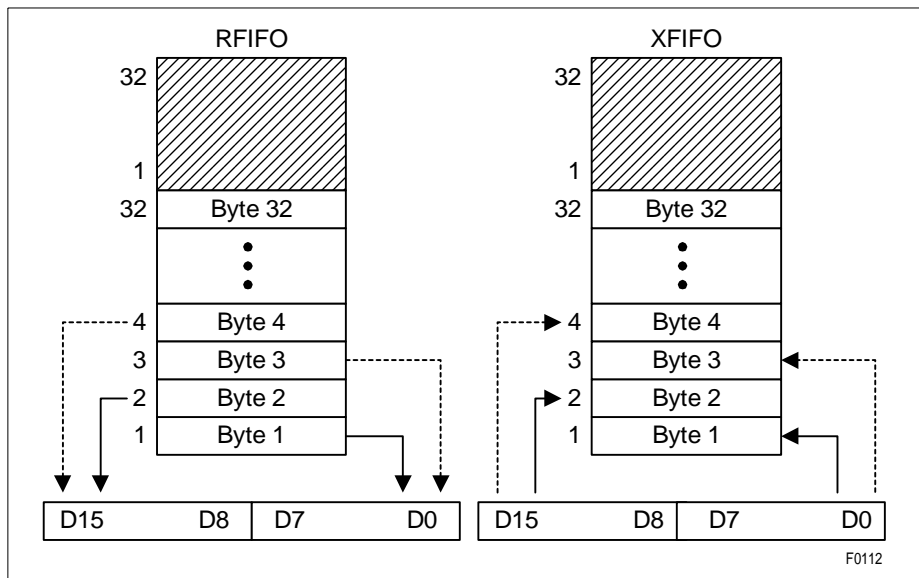 RFIFO XFIFO
32 32
1 1
32 Byte 32 32 Byte 32
4 Byte 4 4 Byte 4
3 Byte 3 3 Byte 3
2 Byte 2 2 Byte 2
1 Byte 1 1 Byte 1
D15 D8 D7 D0 D15 D8 D7 D0
F0112